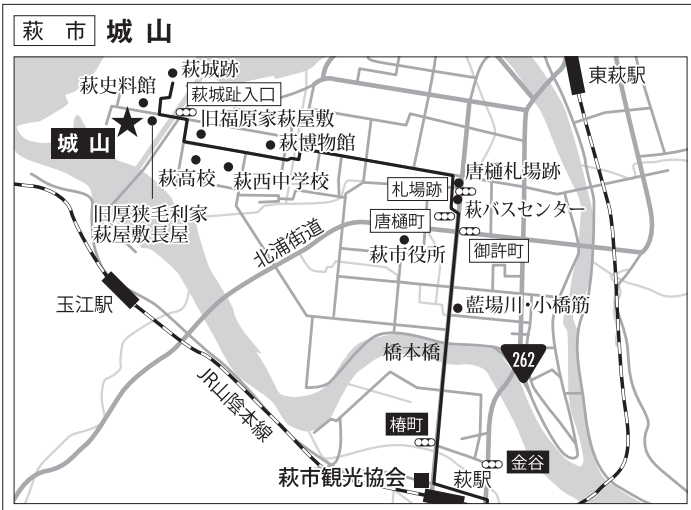 萩市 城山
萩城跡
東萩駅
萩史料館
萩城趾入口
旧福原家萩屋敷
城山
萩博物館
萩高校
萩西中学校
唐樋札場跡
札場跡
萩バスセンター
旧厚狭毛利家
萩屋敷長屋
唐樋町
北浦街道
萩市役所
御許町
玉江駅
藍場川・小橋筋
橋本橋
262
JR山陰本線
椿町
金谷
萩市観光協会
萩駅